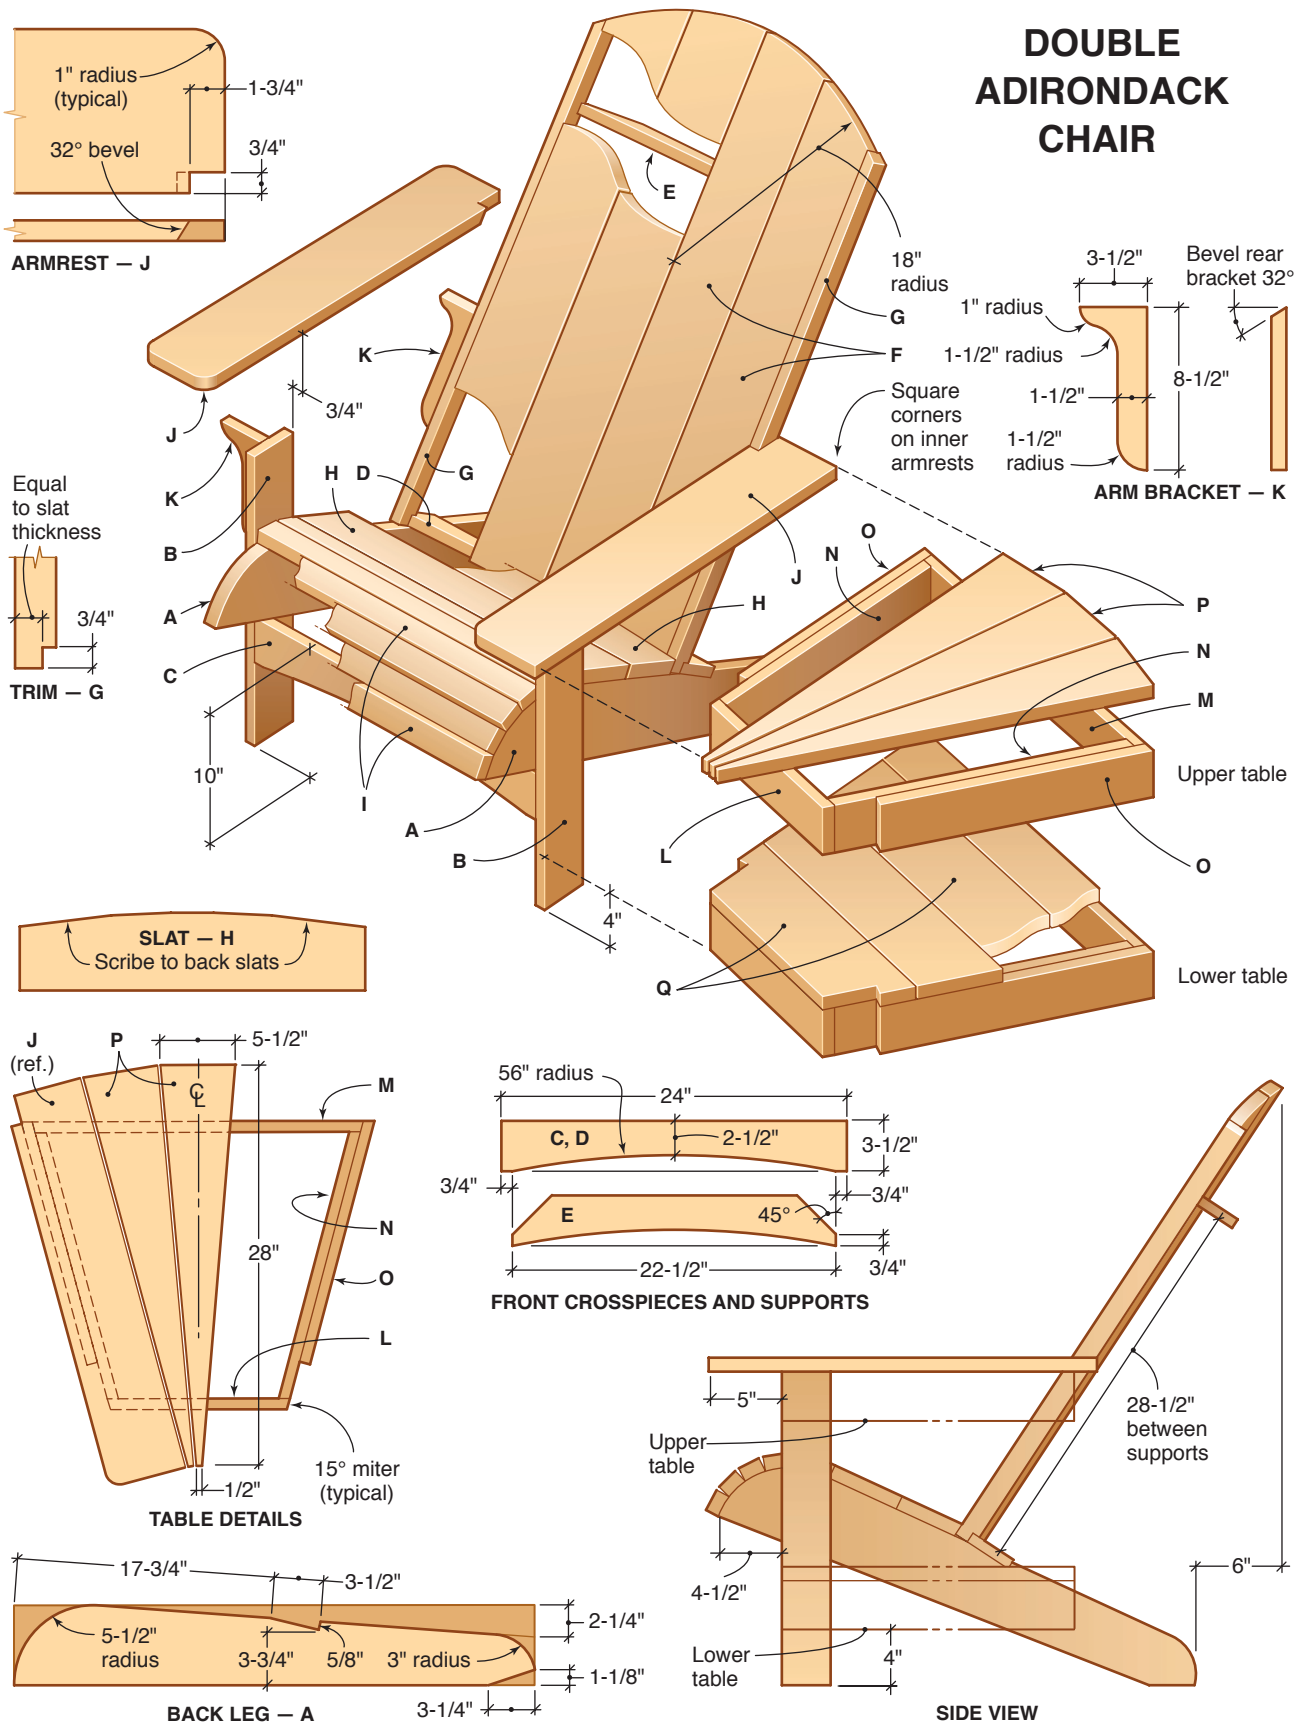 DOUBLE
ADIRONDACK
CHAIR
1" radius
(typical)
1-3/4"
32° bevel
3/4"
ARMREST — J
E
18"
radius
G
F
K
3/4"
J
Square
corners
on inner
armrests
3-1/2"
Bevel rear
bracket 32°
1" radius
1-1/2" radius
8-1/2"
1-1/2"
1-1/2"
radius
ARM BRACKET — K
K
H
D
G
B
Equal
to slat
thickness
A
3/4"
C
TRIM — G
J
H
O
N
P
N
M
10"
I
A
B
4"
L
Upper table
O
Q
Lower table
SLAT — H
Scribe to back slats
J
(ref.)
P
5-1/2"
CL
M
N
28"
O
L
1/2"
15° miter
(typical)
TABLE DETAILS
56" radius
24"
C, D
2-1/2"
3-1/2"
3/4"
3/4"
E
45°
3/4"
22-1/2"
FRONT CROSSPIECES AND SUPPORTS
17-3/4"
3-1/2"
2-1/4"
5-1/2"
radius
3-3/4"
5/8"
3" radius
1-1/8"
3-1/4"
BACK LEG — A
5"
28-1/2"
between
supports
Upper
table
4-1/2"
6"
Lower
table
4"
SIDE VIEW